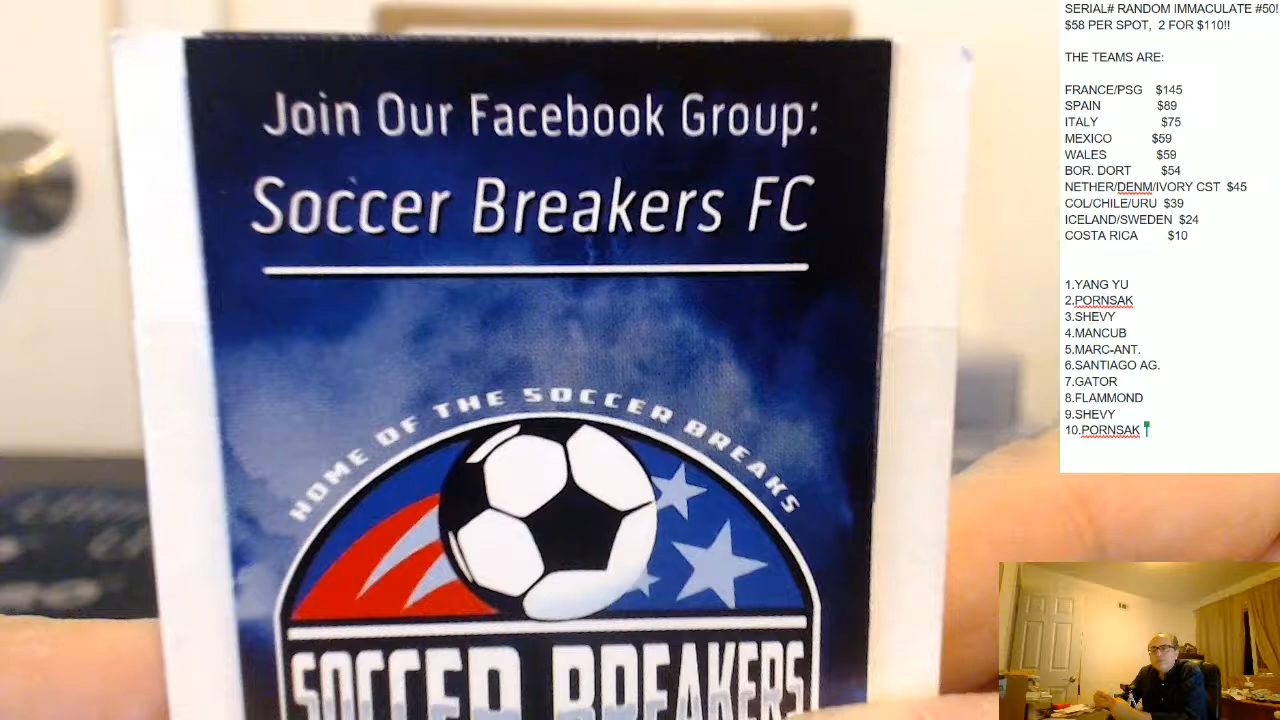 Join Our Facebook Group:
Soccer Breakers FC
HOME OF THE SOCCER BREAKS
SOCCER BREAKERS
SERIAL# RANDOM IMMACULATE #50!
$58 PER SPOT, 2 FOR $110!!
THE TEAMS ARE:
FRANCE/PSG $145
SPAIN $89
ITALY $75
MEXICO $59
WALES $59
BOR. DORT $54
NETHER/DENM/IVORY CST $45
COL/CHILE/URU $39
ICELAND/SWEDEN $24
COSTA RICA $10
1.YANG YU
2.PORNSAK
3.SHEVY
4.MANCUB
5.MARC-ANT.
6.SANTIAGO AG.
7.GATOR
8.FLAMMOND
9.SHEVY
10.PORNSAK